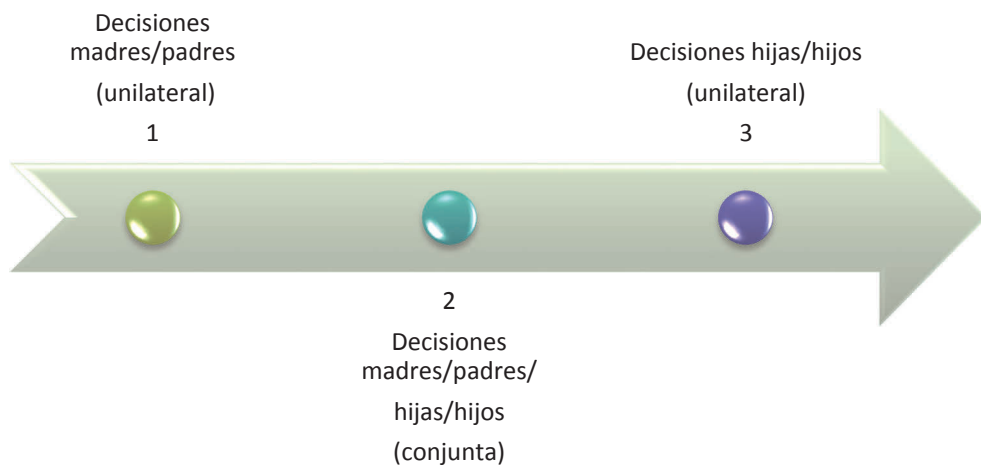 Decisiones
madres/padres
(unilateral)
1
2
Decisiones
madres/padres/
hijas/hijos
(conjunta)
Decisiones hijas/hijos
(unilateral)
3